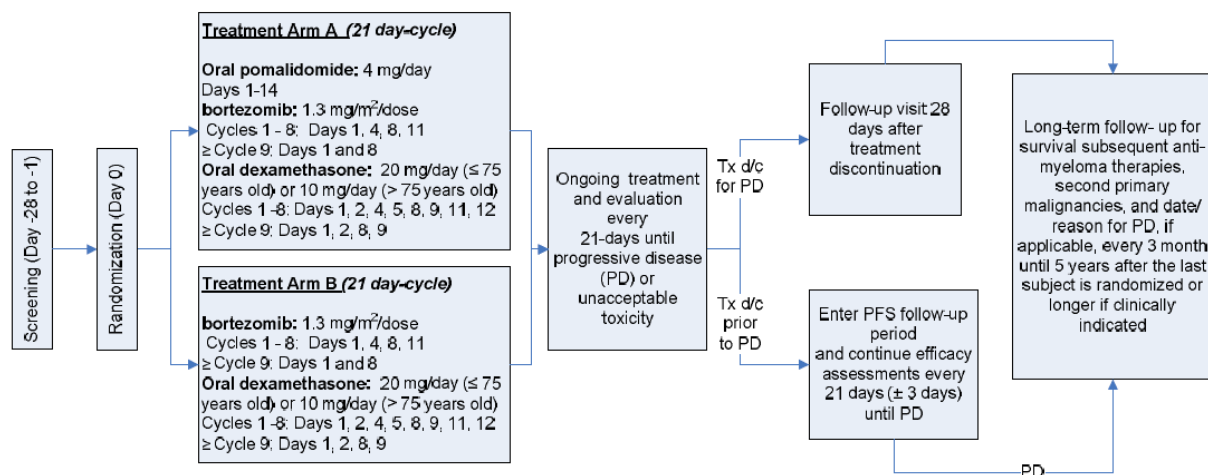 Screening (Day -28 to -1)
Randomization (Day 0)
Treatment Arm A (21 day-cycle)
Oral pomalidomide: 4 mg/day
Days 1-14
bortezomib: 1.3 mg/m²/dose
Cycles 1 - 8: Days 1, 4, 8, 11
≥ Cycle 9: Days 1 and 8
Oral dexamethasone: 20 mg/day (≤ 75
years old) or 10 mg/day (> 75 years old)
Cycles 1 -8: Days 1, 2, 4, 5, 8, 9, 11, 12
≥ Cycle 9: Days 1, 2, 8, 9
Treatment Arm B (21 day-cycle)
bortezomib: 1.3 mg/m²/dose
Cycles 1 - 8: Days 1, 4, 8, 11
≥ Cycle 9: Days 1 and 8
Oral dexamethasone: 20 mg/day (≤ 75
years old) or 10 mg/day (> 75 years old)
Cycles 1-8: Days 1, 2, 4, 5, 8, 9, 11, 12
≥ Cycle 9: Days 1, 2, 8, 9
Ongoing treatment
and evaluation
every
21-days until
progressive disease
(PD) or
unacceptable
toxicity
Tx d/c
for PD
Tx d/c
prior
to PD
Follow-up visit 28
days after
treatment
discontinuation
Enter PFS follow-up
period
and continue efficacy
assessments every
21 days (± 3 days)
until PD
PD
Long-term follow- up for
survival subsequent anti-
myeloma therapies,
second primary
malignancies, and date/
reason for PD, if
applicable, every 3 month
until 5 years after the last
subject is randomized or
longer if clinically
indicated